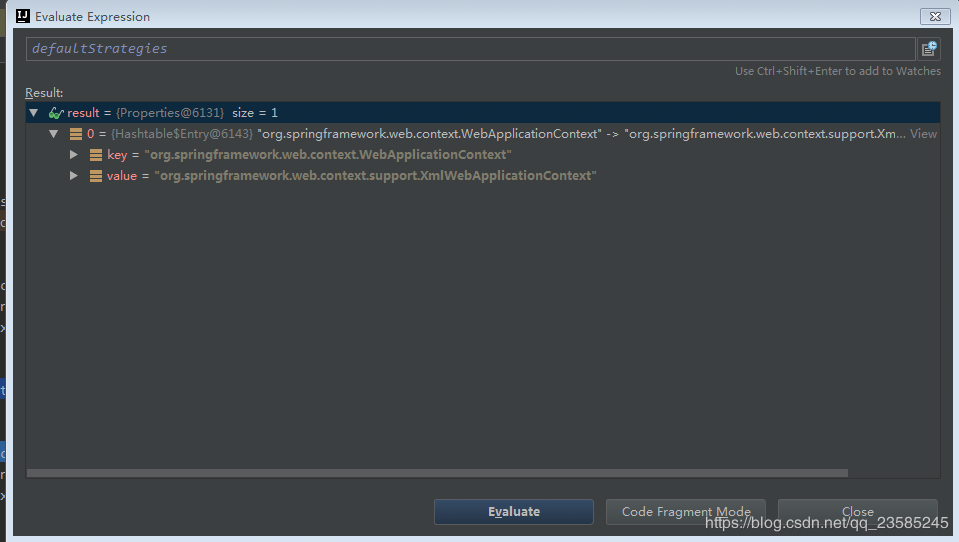 Evaluate Expression
defaultStrategies
Use Ctrl+Shift+Enter to add to Watches
Result:
result = {Properties@6131} size = 1
0 = {Hashtable$Entry@6143} "org.springframework.web.context.WebApplicationContext" -> "org.springframework.web.context.support.Xm... View
key = "org.springframework.web.context.WebApplicationContext"
value = "org.springframework.web.context.support.XmlWebApplicationContext"
Evaluate
Code Fragment Mode
Close
https://blog.csdn.net/qq_23585245